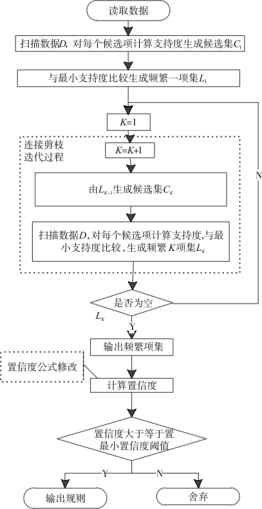 读取数据
扫描数据D, 对每个候选项计算支持度生成候选集C₁
与最小支持度比较生成频繁一项集L₁
K=1
连接剪枝
迭代过程
K=K+1
由Lₖ₋₁生成候选集Cₖ
扫描数据D, 对每个候选项计算支持度, 与最
小支持度比较, 生成频繁K项集Lₖ
N
是否为空
Lₖ
Y
输出频繁项集
置信度公式修改
计算置信度
置信度大于等于置
最小置信度阈值
Y
N
输出规则
舍弃